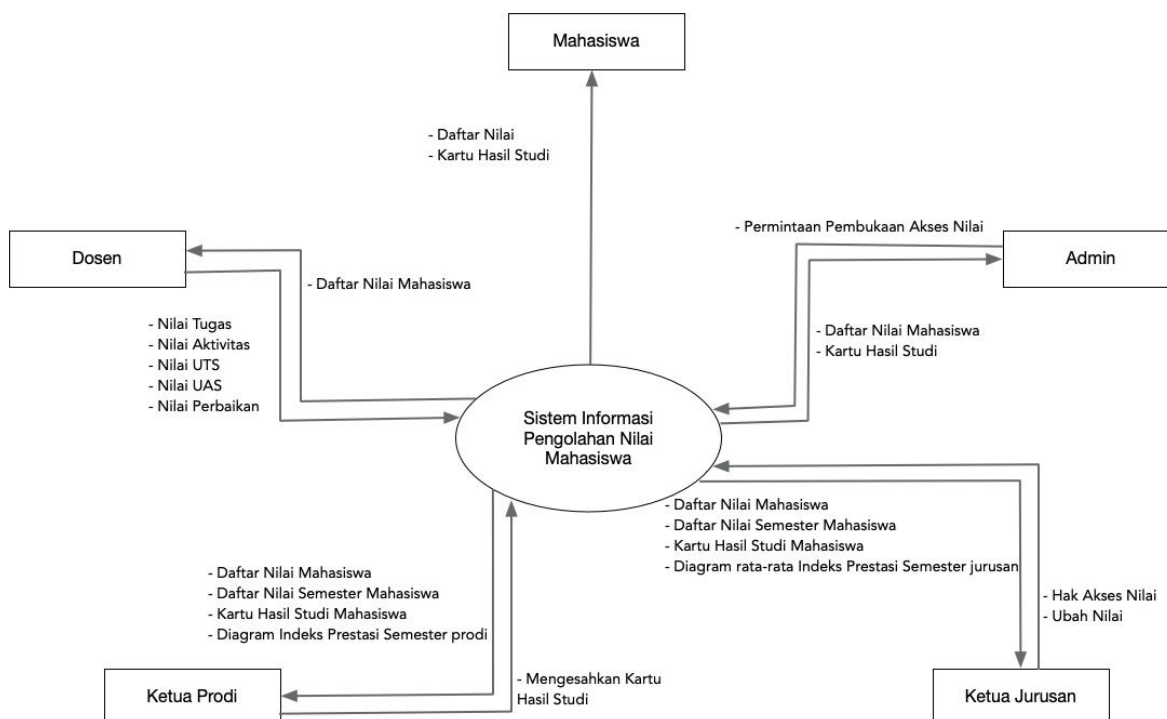 Mahasiswa
- Daftar Nilai
- Kartu Hasil Studi
- Permintaan Pembukaan Akses Nilai
Dosen
Admin
- Daftar Nilai Mahasiswa
- Nilai Tugas
- Nilai Aktivitas
- Nilai UTS
- Nilai UAS
- Nilai Perbaikan
- Daftar Nilai Mahasiswa
- Kartu Hasil Studi
Sistem Informasi
Pengolahan Nilai
Mahasiswa
- Daftar Nilai Mahasiswa
- Daftar Nilai Semester Mahasiswa
- Kartu Hasil Studi Mahasiswa
- Diagram rata-rata Indeks Prestasi Semester jurusan
- Daftar Nilai Mahasiswa
- Daftar Nilai Semester Mahasiswa
- Kartu Hasil Studi Mahasiswa
- Diagram Indeks Prestasi Semester prodi
- Hak Akses Nilai
- Ubah Nilai
- Mengesahkan Kartu
Hasil Studi
Ketua Prodi
Ketua Jurusan